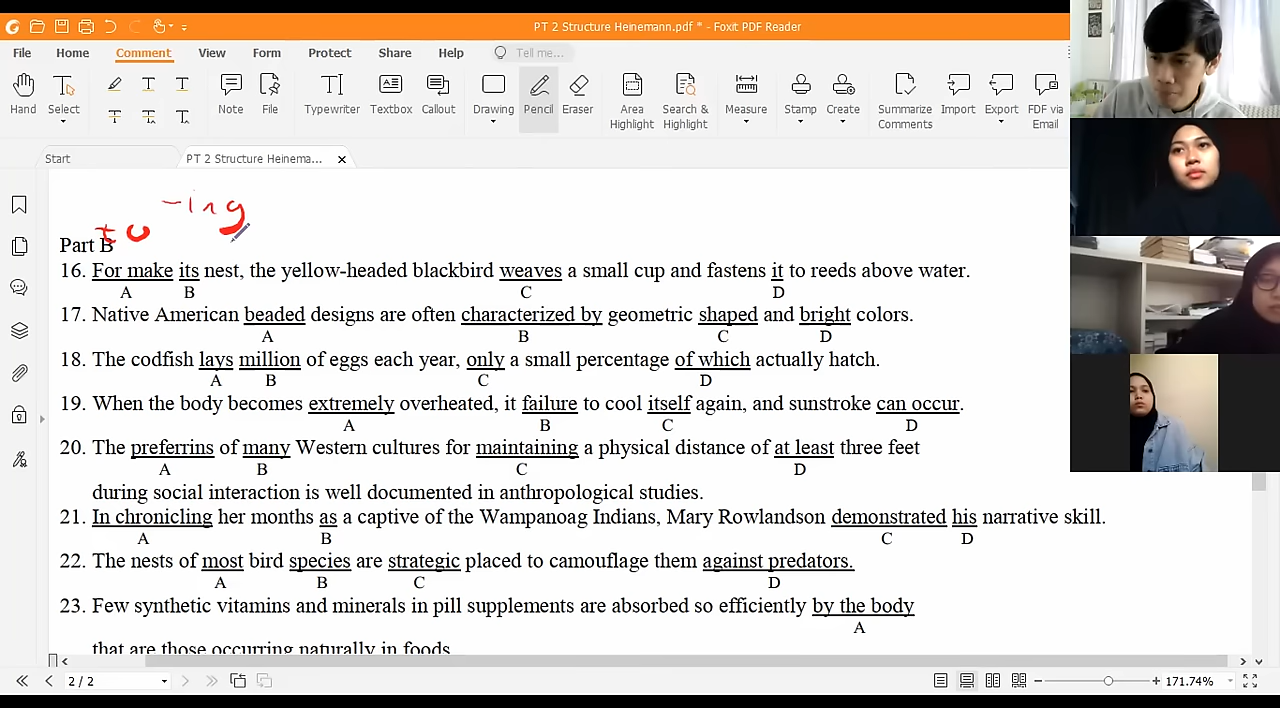 PT 2 Structure Heinemann.pdf * - Foxit PDF Reader
File Home Comment View Form Protect Share Help Tell me...
Hand Select Note File Typewriter Textbox Callout Drawing Pencil Eraser Area Highlight Search & Highlight Measure Stamp Create Summarize Comments Import Export FDF via Email
Start PT 2 Structure Heinema...
-ing
to
Part B
16. For make its nest, the yellow-headed blackbird weaves a small cup and fastens it to reeds above water.
A B C D
17. Native American beaded designs are often characterized by geometric shaped and bright colors.
A B C D
18. The codfish lays million of eggs each year, only a small percentage of which actually hatch.
A B C D
19. When the body becomes extremely overheated, it failure to cool itself again, and sunstroke can occur.
A B C D
20. The preferrins of many Western cultures for maintaining a physical distance of at least three feet
A B C D
during social interaction is well documented in anthropological studies.
21. In chronicling her months as a captive of the Wampanoag Indians, Mary Rowlandson demonstrated his narrative skill.
A B C D
22. The nests of most bird species are strategic placed to camouflage them against predators.
A B C D
23. Few synthetic vitamins and minerals in pill supplements are absorbed so efficiently by the body
A
that are those occurring naturally in foods
2 / 2 171.74%